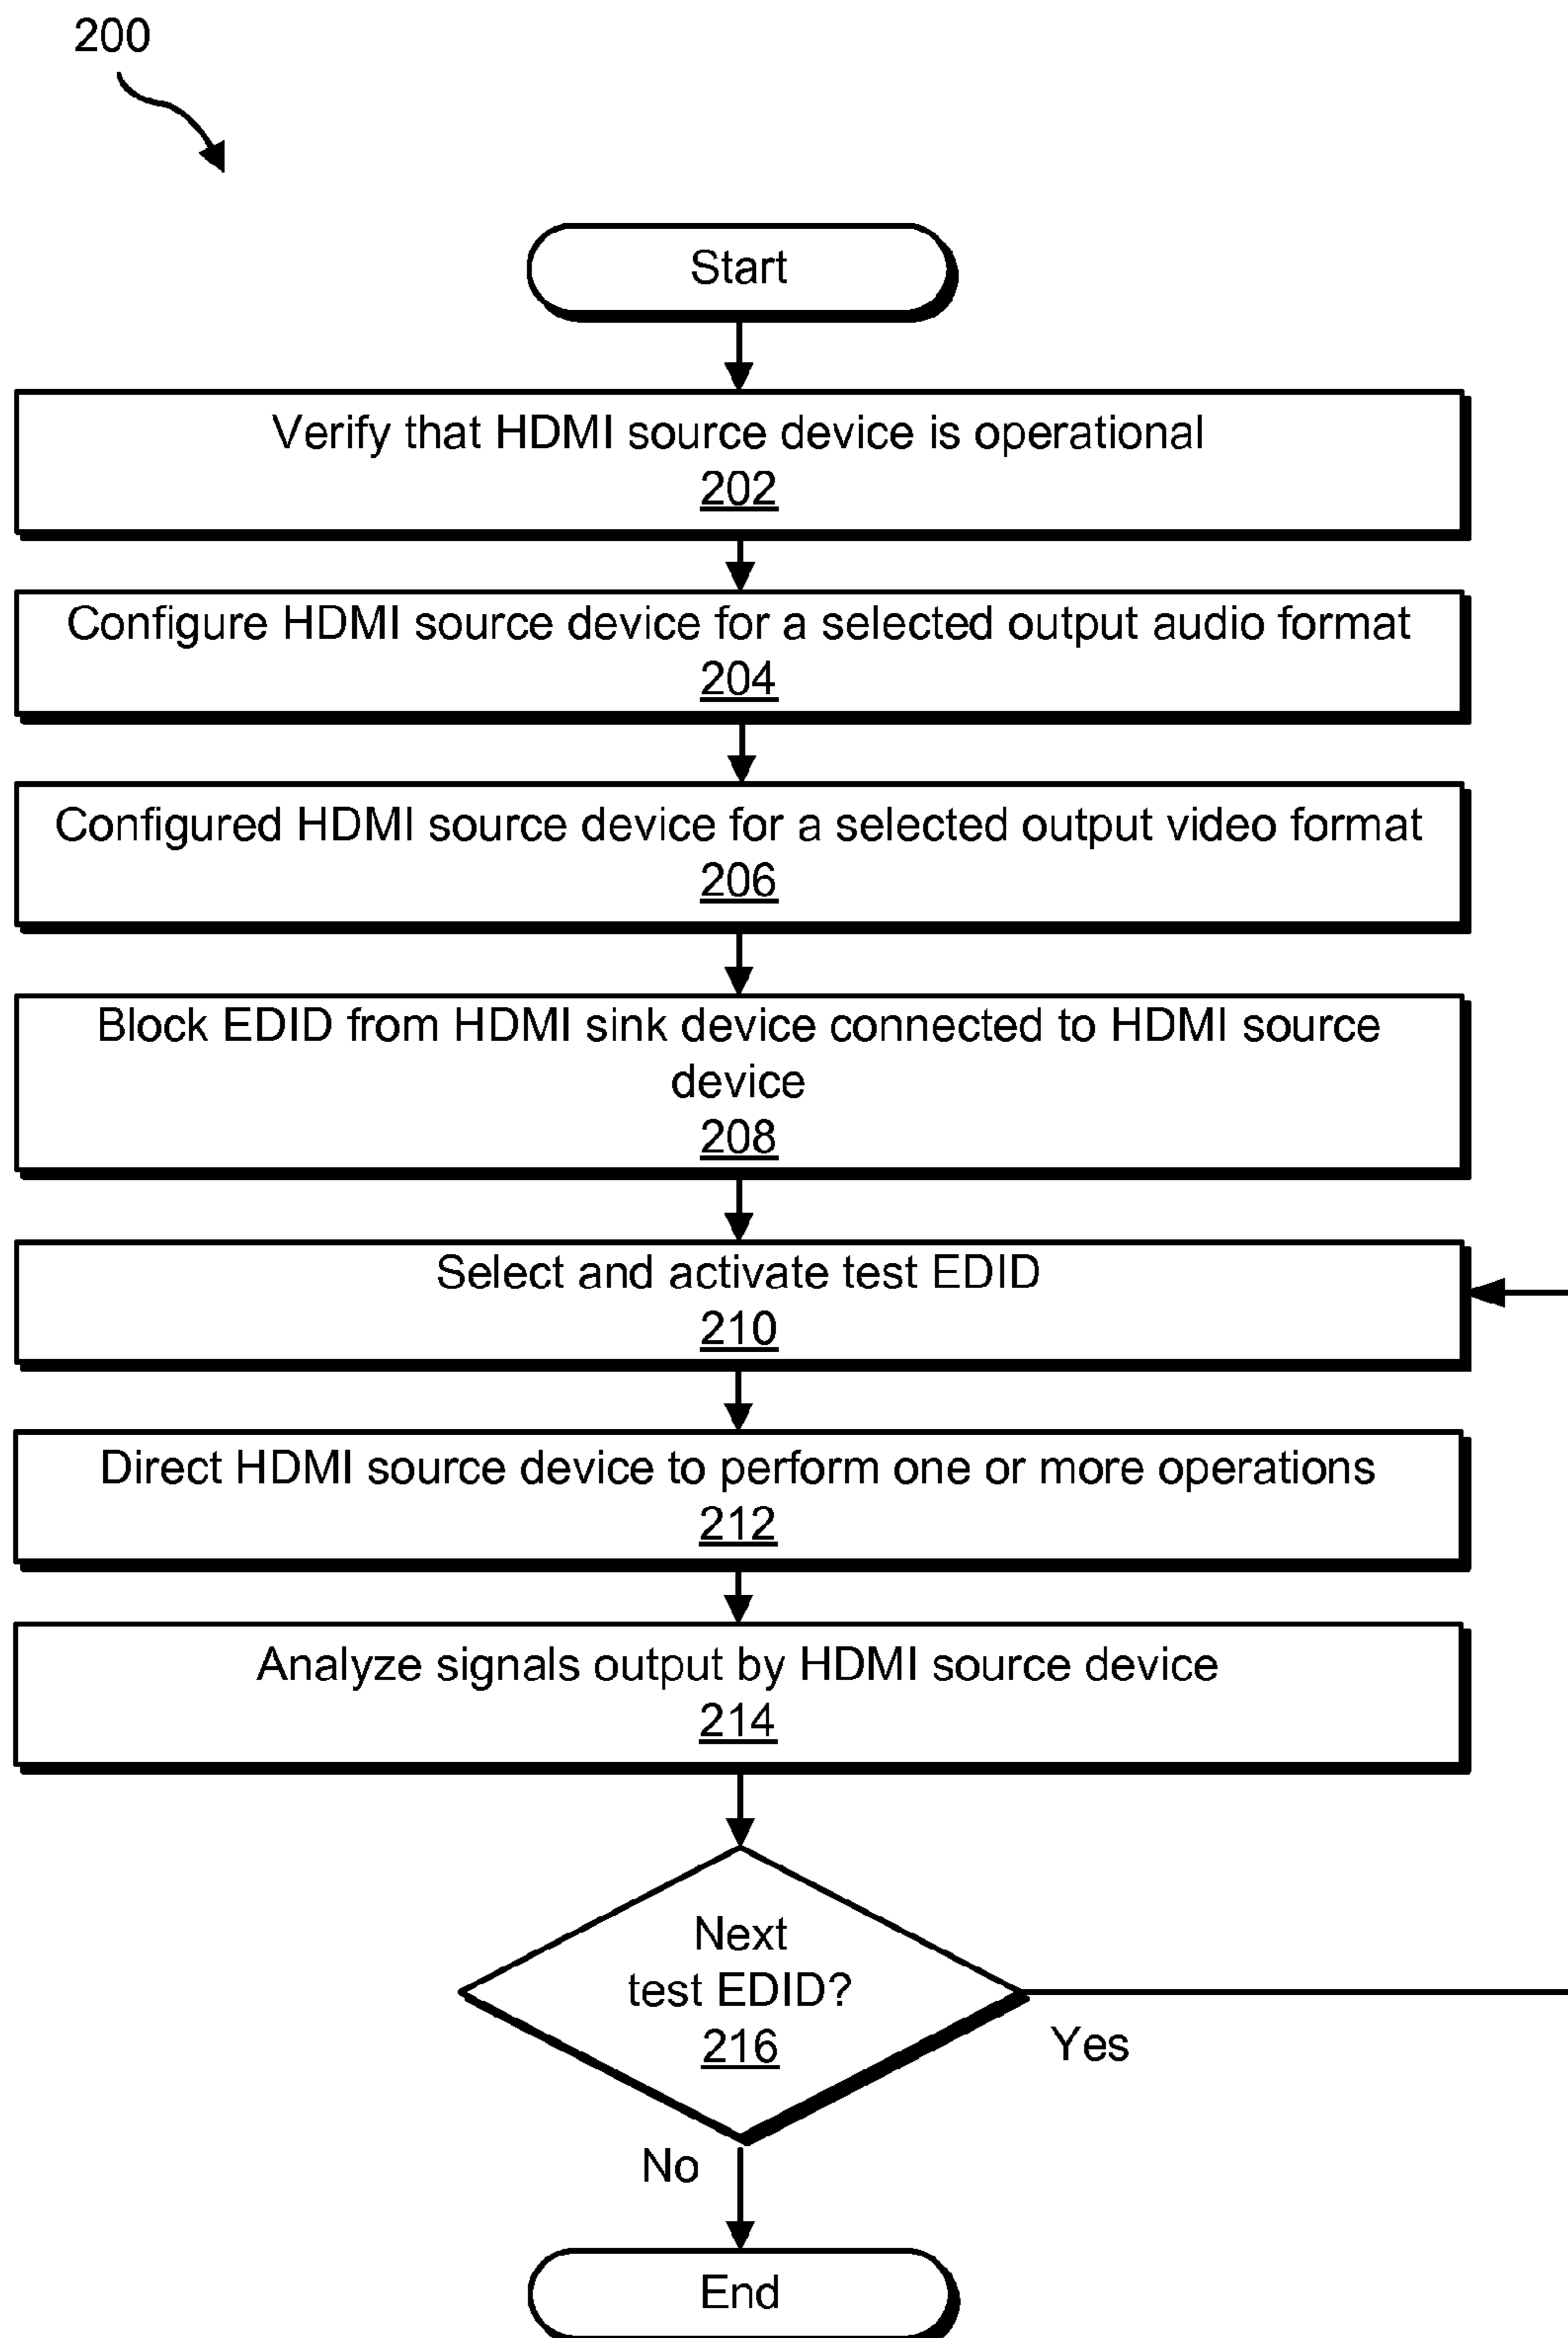 200
Start
Verify that HDMI source device is operational
202
Configure HDMI source device for a selected output audio format
204
Configured HDMI source device for a selected output video format
206
Block EDID from HDMI sink device connected to HDMI source
device
208
Select and activate test EDID
210
Direct HDMI source device to perform one or more operations
212
Analyze signals output by HDMI source device
214
Next
test EDID?
216
Yes
No
End